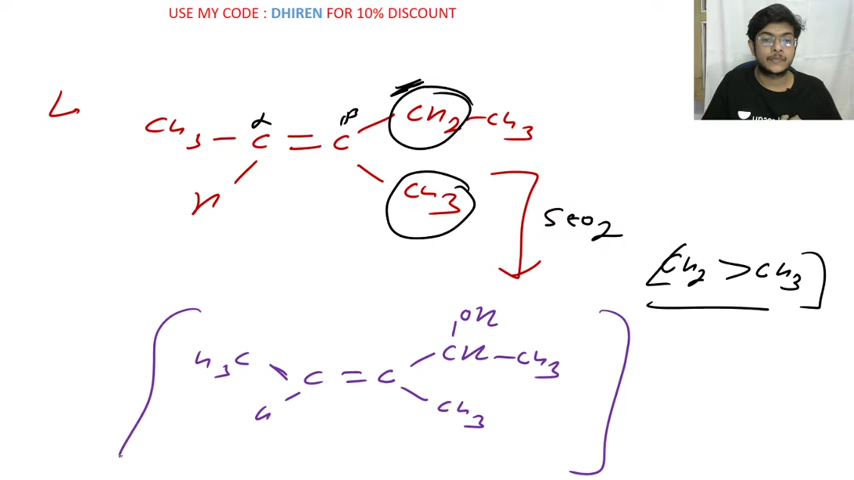 USE MY CODE : DHIREN FOR 10% DISCOUNT
CH3 - C = C - CH2 - CH3
α β
H CH3
SeO2
[CH2 > CH3]
OH
H3C C = C - CH - CH3
H CH3